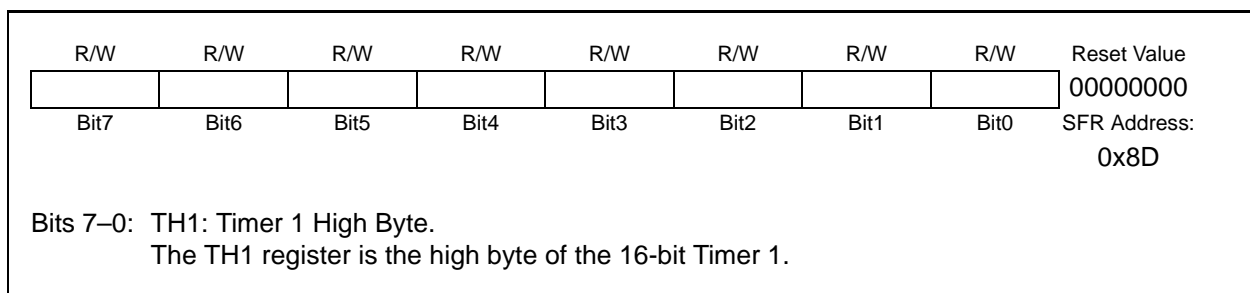 R/W R/W R/W R/W R/W R/W R/W R/W Reset Value
00000000
Bit7 Bit6 Bit5 Bit4 Bit3 Bit2 Bit1 Bit0 SFR Address:
0x8D
Bits 7–0: TH1: Timer 1 High Byte.
The TH1 register is the high byte of the 16-bit Timer 1.